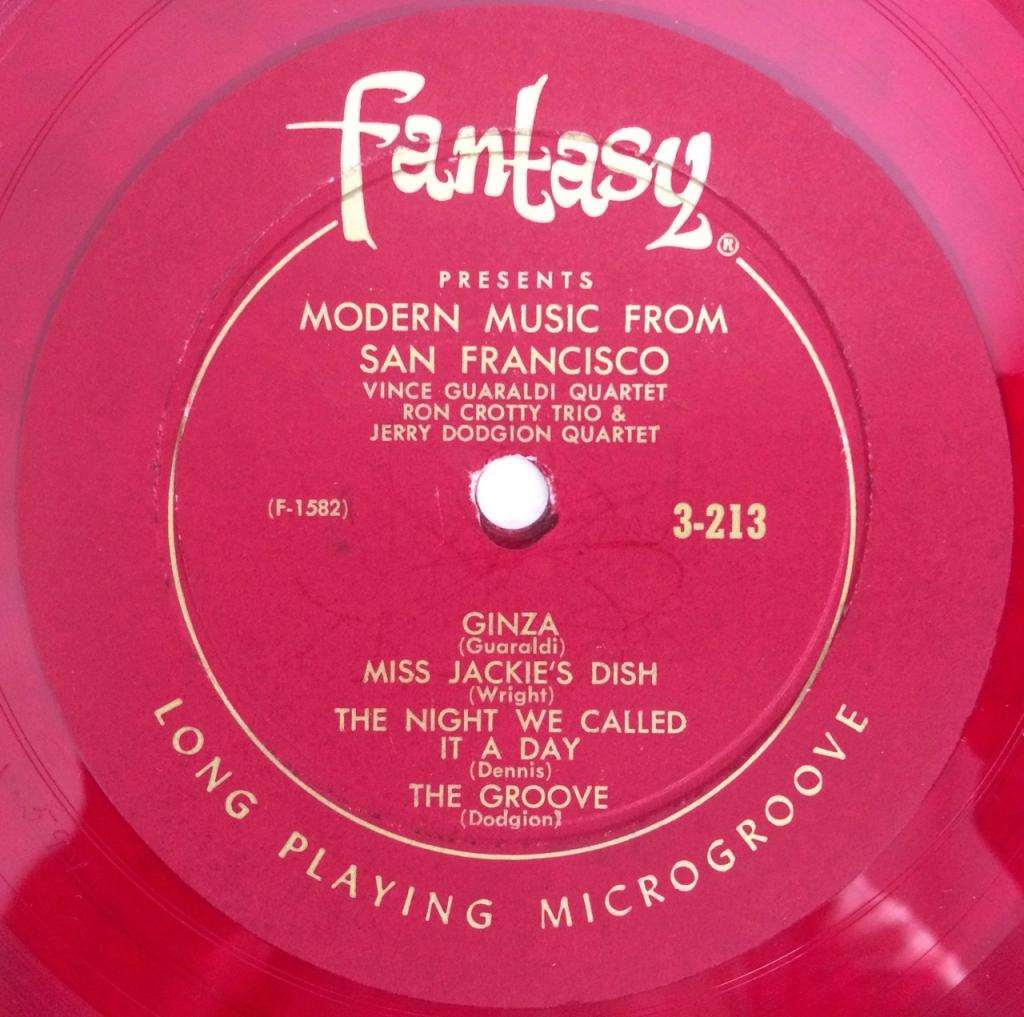 Fantasy®
PRESENTS
MODERN MUSIC FROM
SAN FRANCISCO
VINCE GUARALDI QUARTET
RON CROTTY TRIO &
JERRY DODGION QUARTET
(F-1582)
3-213
GINZA
(Guaraldi)
MISS JACKIE'S DISH
(Wright)
THE NIGHT WE CALLED
IT A DAY
(Dennis)
THE GROOVE
(Dodgion)
LONG PLAYING MICROGROOVE